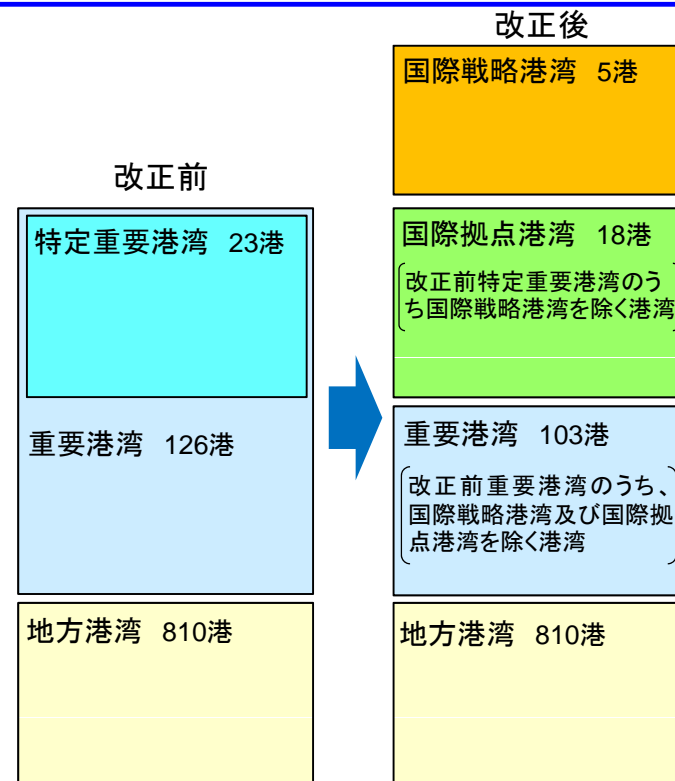 改正前
特定重要港湾 23港
重要港湾 126港
地方港湾 810港
改正後
国際戦略港湾 5港
国際拠点港湾 18港
改正前特定重要港湾のう
ち国際戦略港湾を除く港湾
重要港湾 103港
改正前重要港湾のうち、
国際戦略港湾及び国際拠
点港湾を除く港湾
地方港湾 810港